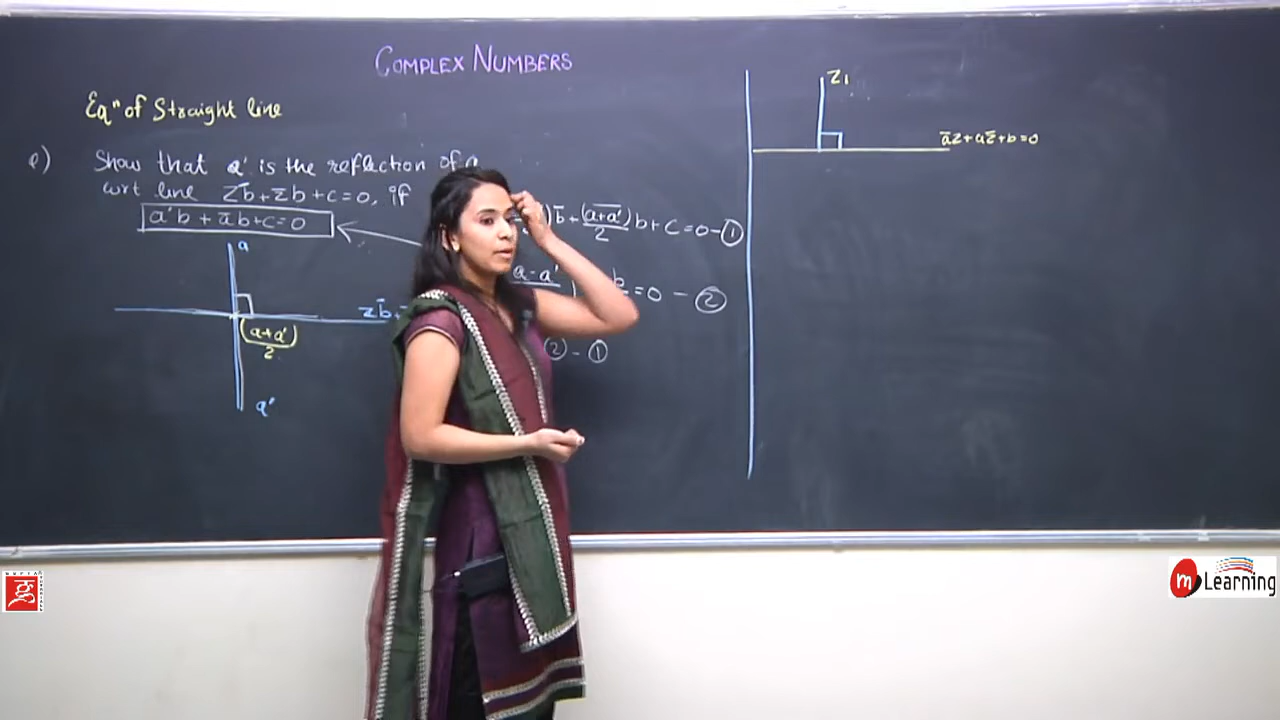 COMPLEX NUMBERS
Eqⁿ of Straight line
Q) Show that a' is the reflection of a
wrt line z̄b+z̄b+c=0, if
a'b̄ + āb+c=0
a
(a+a')/2
a'
zb̄+
)b̄+(\overline{a+a'})/2 b+c=0-①
a-a'
b
=0 - ②
② - ①
z₁
āz+az̄+b=0
m Learning